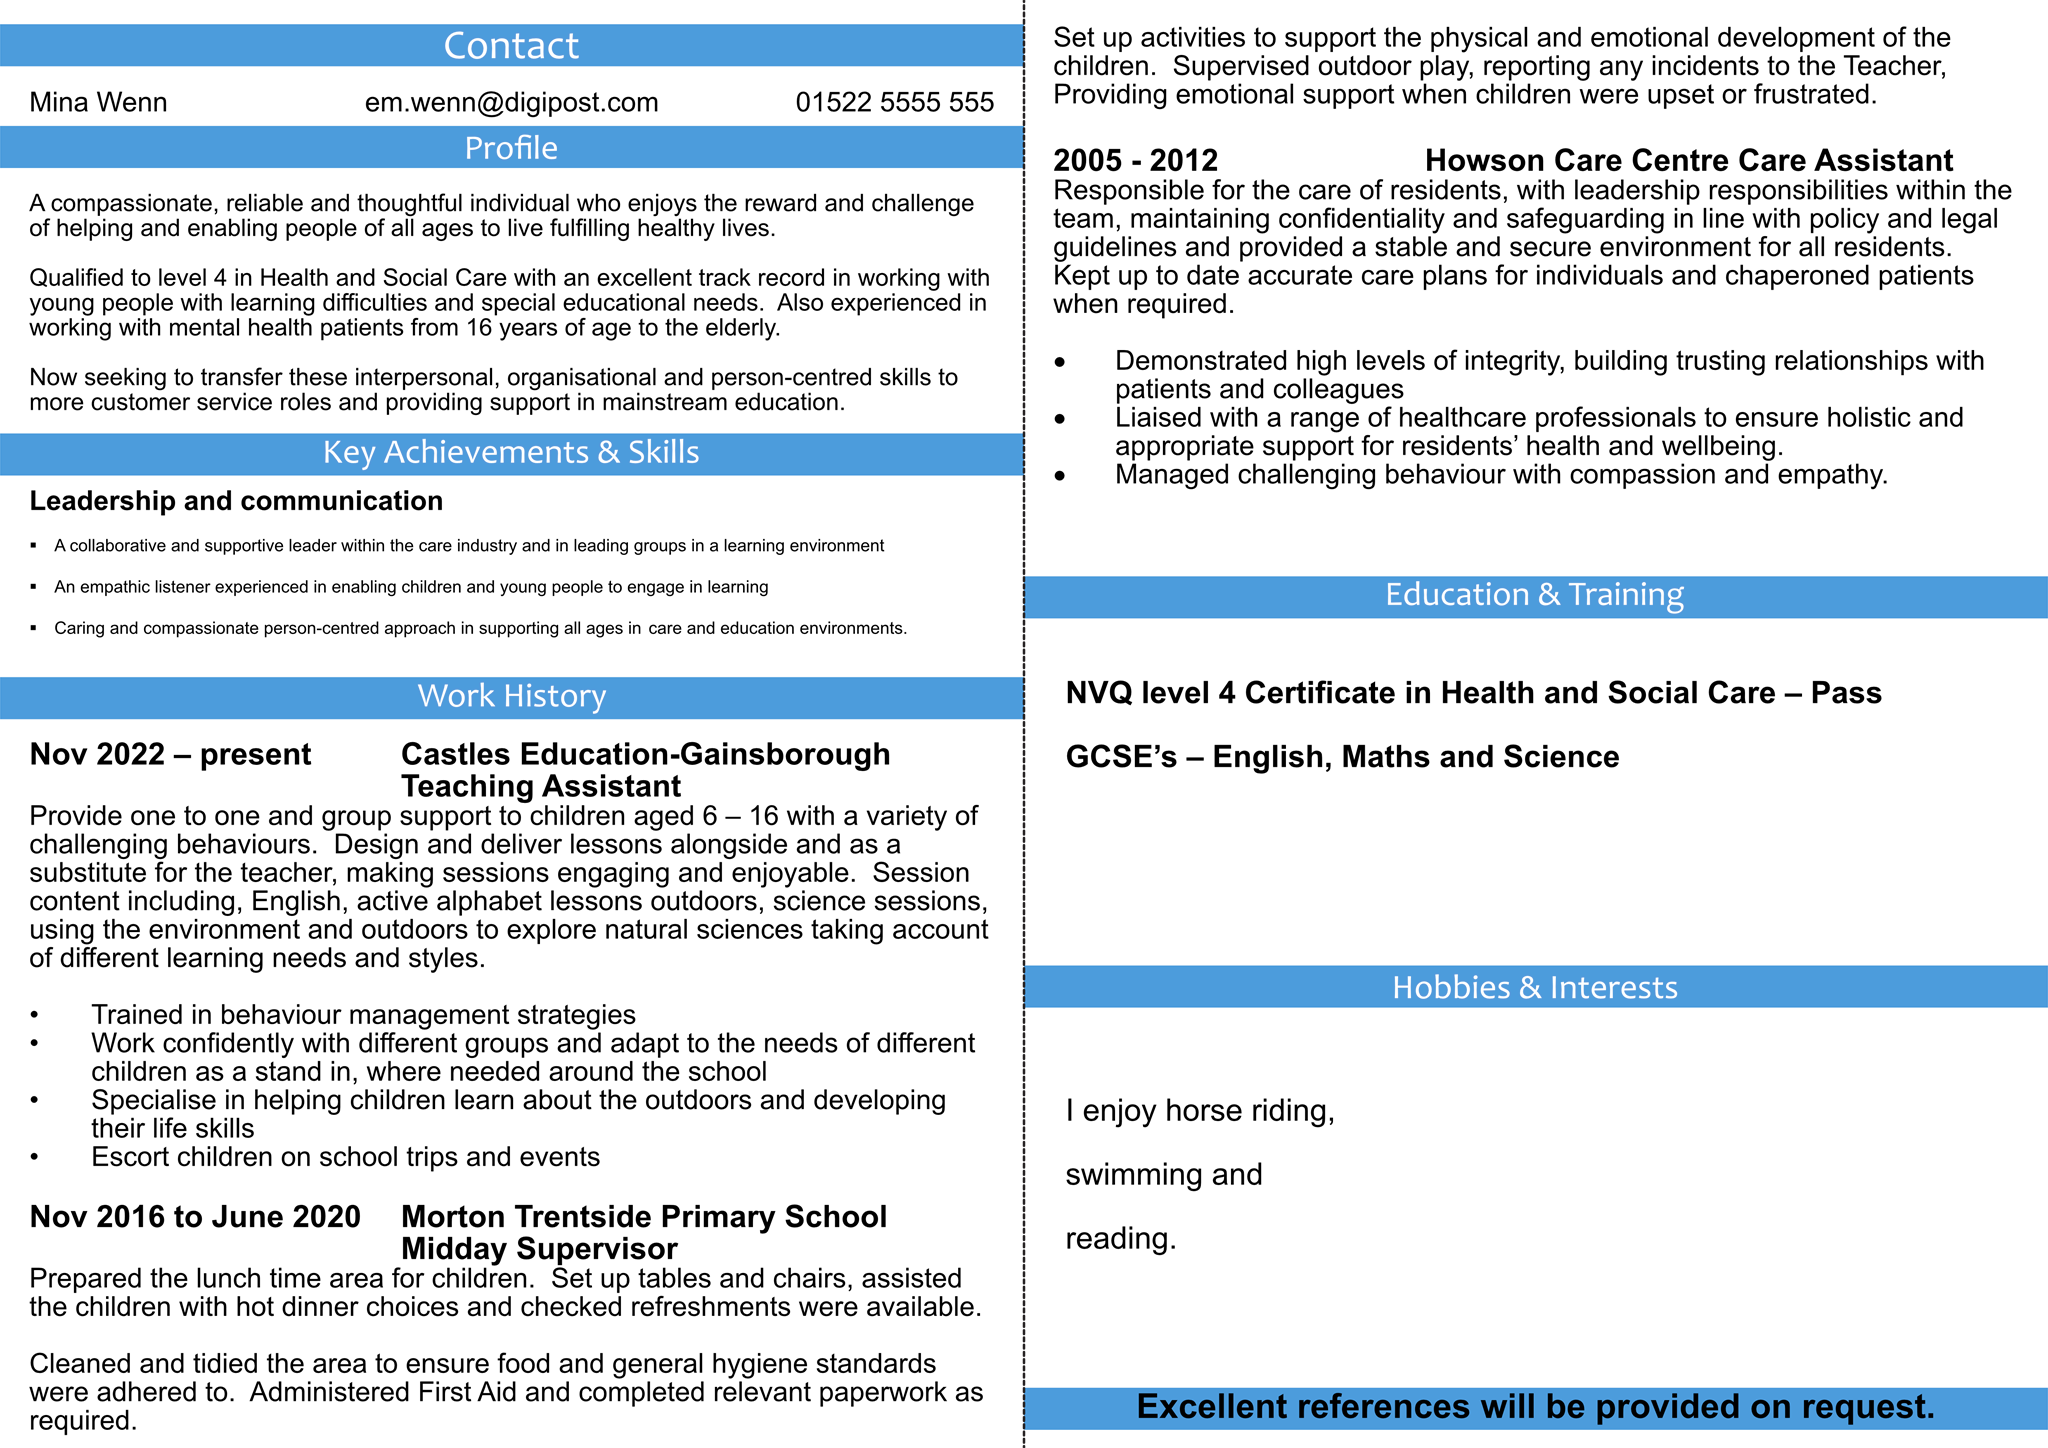 Contact
Mina Wenn em.wenn@digipost.com 01522 5555 555
Profile
A compassionate, reliable and thoughtful individual who enjoys the reward and challenge
of helping and enabling people of all ages to live fulfilling healthy lives.
Qualified to level 4 in Health and Social Care with an excellent track record in working with
young people with learning difficulties and special educational needs.  Also experienced in
working with mental health patients from 16 years of age to the elderly.
Now seeking to transfer these interpersonal, organisational and person-centred skills to
more customer service roles and providing support in mainstream education.
Key Achievements & Skills
Leadership and communication
▪ A collaborative and supportive leader within the care industry and in leading groups in a learning environment
▪ An empathic listener experienced in enabling children and young people to engage in learning
▪ Caring and compassionate person-centred approach in supporting all ages in care and education environments.
Work History
Nov 2022 – present Castles Education-Gainsborough
Teaching Assistant
Provide one to one and group support to children aged 6 – 16 with a variety of
challenging behaviours.  Design and deliver lessons alongside and as a
substitute for the teacher, making sessions engaging and enjoyable.  Session
content including, English, active alphabet lessons outdoors, science sessions,
using the environment and outdoors to explore natural sciences taking account
of different learning needs and styles.
• Trained in behaviour management strategies
• Work confidently with different groups and adapt to the needs of different
children as a stand in, where needed around the school
• Specialise in helping children learn about the outdoors and developing
their life skills
• Escort children on school trips and events
Nov 2016 to June 2020 Morton Trentside Primary School
Midday Supervisor
Prepared the lunch time area for children.  Set up tables and chairs, assisted
the children with hot dinner choices and checked refreshments were available.
Cleaned and tidied the area to ensure food and general hygiene standards
were adhered to.  Administered First Aid and completed relevant paperwork as
required.
Set up activities to support the physical and emotional development of the
children.  Supervised outdoor play, reporting any incidents to the Teacher,
Providing emotional support when children were upset or frustrated.
2005 - 2012 Howson Care Centre Care Assistant
Responsible for the care of residents, with leadership responsibilities within the
team, maintaining confidentiality and safeguarding in line with policy and legal
guidelines and provided a stable and secure environment for all residents.
Kept up to date accurate care plans for individuals and chaperoned patients
when required.
• Demonstrated high levels of integrity, building trusting relationships with
patients and colleagues
• Liaised with a range of healthcare professionals to ensure holistic and
appropriate support for residents’ health and wellbeing.
• Managed challenging behaviour with compassion and empathy.
Education & Training
NVQ level 4 Certificate in Health and Social Care – Pass
GCSE’s – English, Maths and Science
Hobbies & Interests
I enjoy horse riding,
swimming and
reading.
Excellent references will be provided on request.